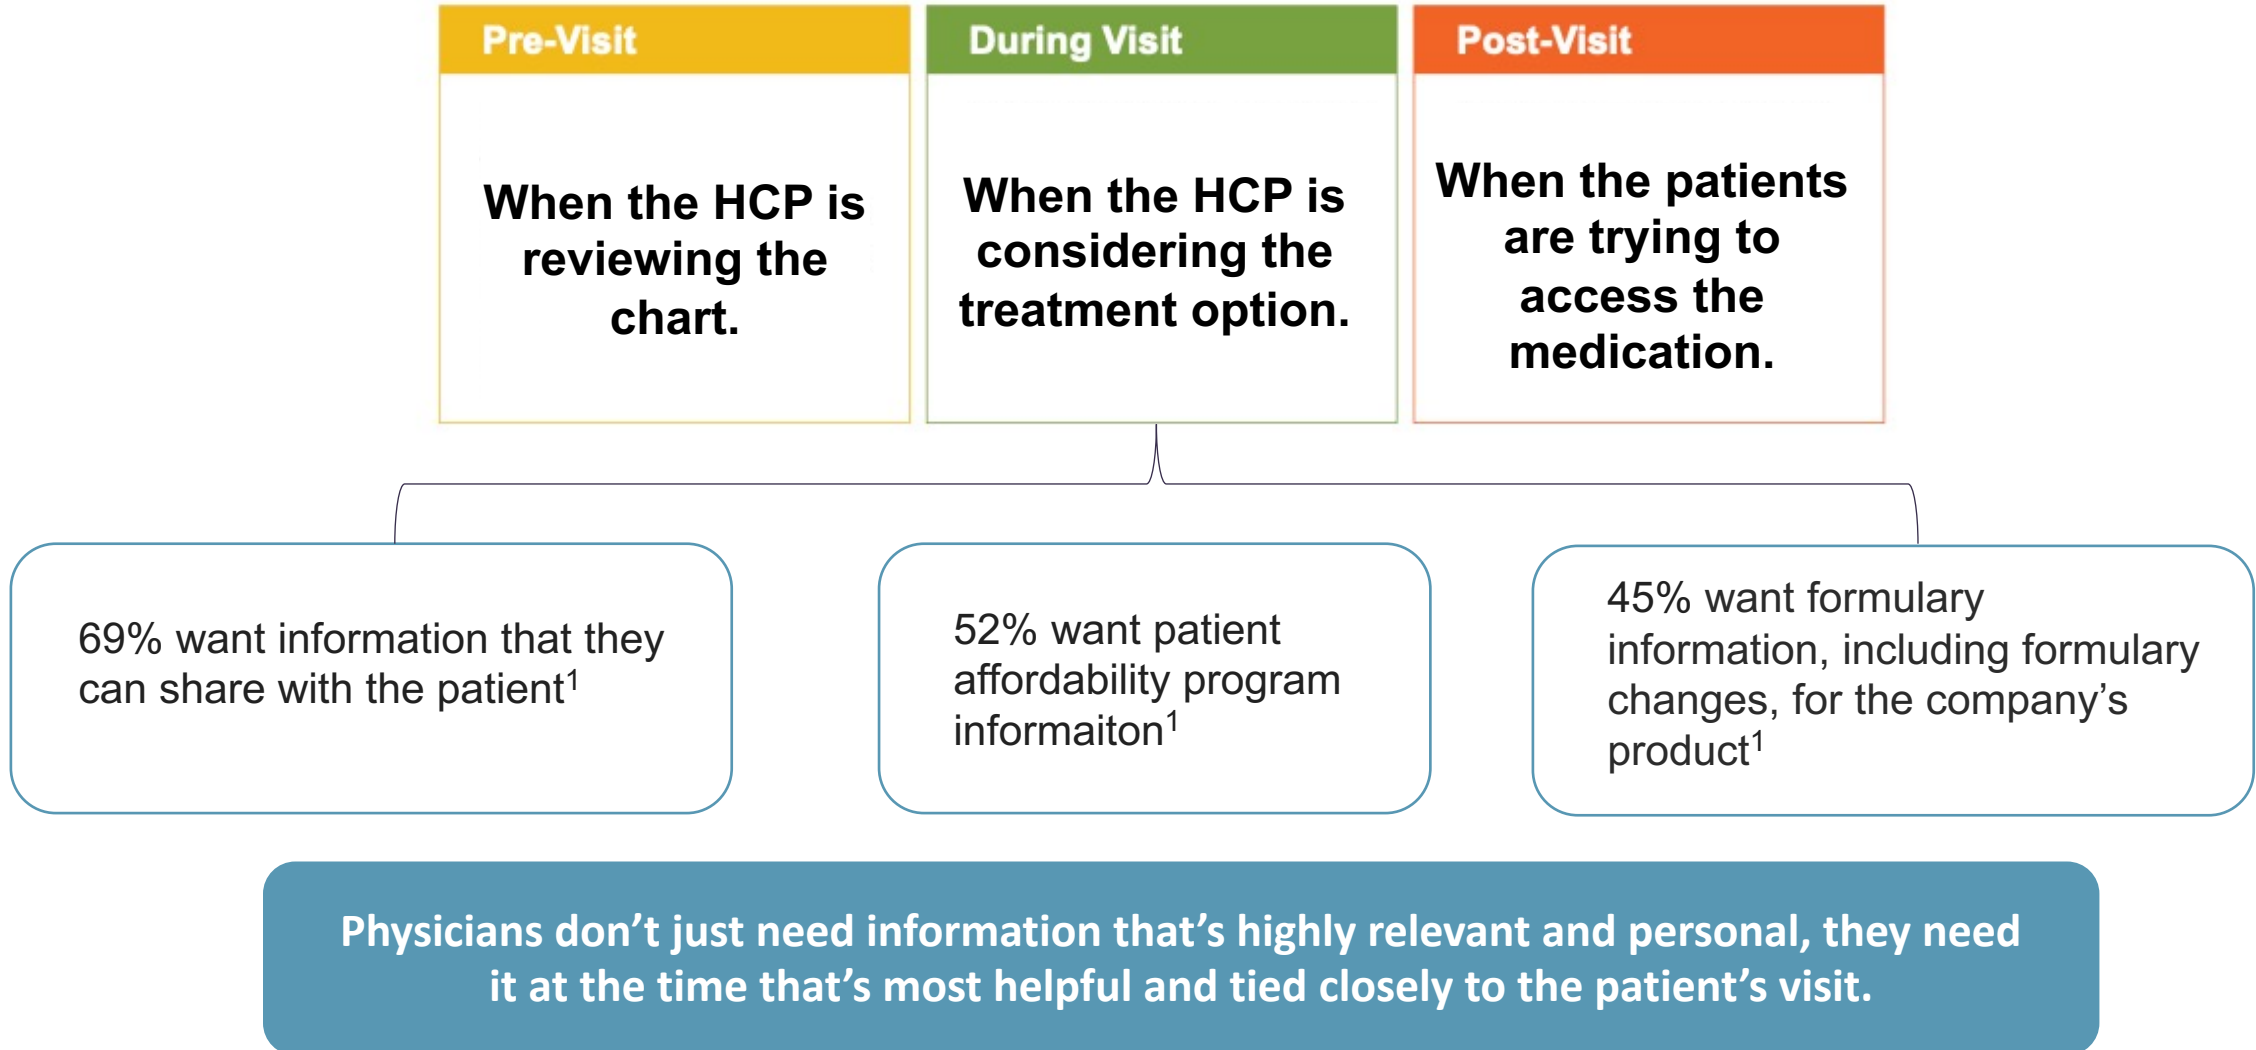 Pre-Visit
When the HCP is
reviewing the
chart.
During Visit
When the HCP is
considering the
treatment option.
Post-Visit
When the patients
are trying to
access the
medication.
69% want information that they
can share with the patient¹
52% want patient
affordability program
informaiton¹
45% want formulary
information, including formulary
changes, for the company’s
product¹
Physicians don’t just need information that’s highly relevant and personal, they need
it at the time that’s most helpful and tied closely to the patient’s visit.